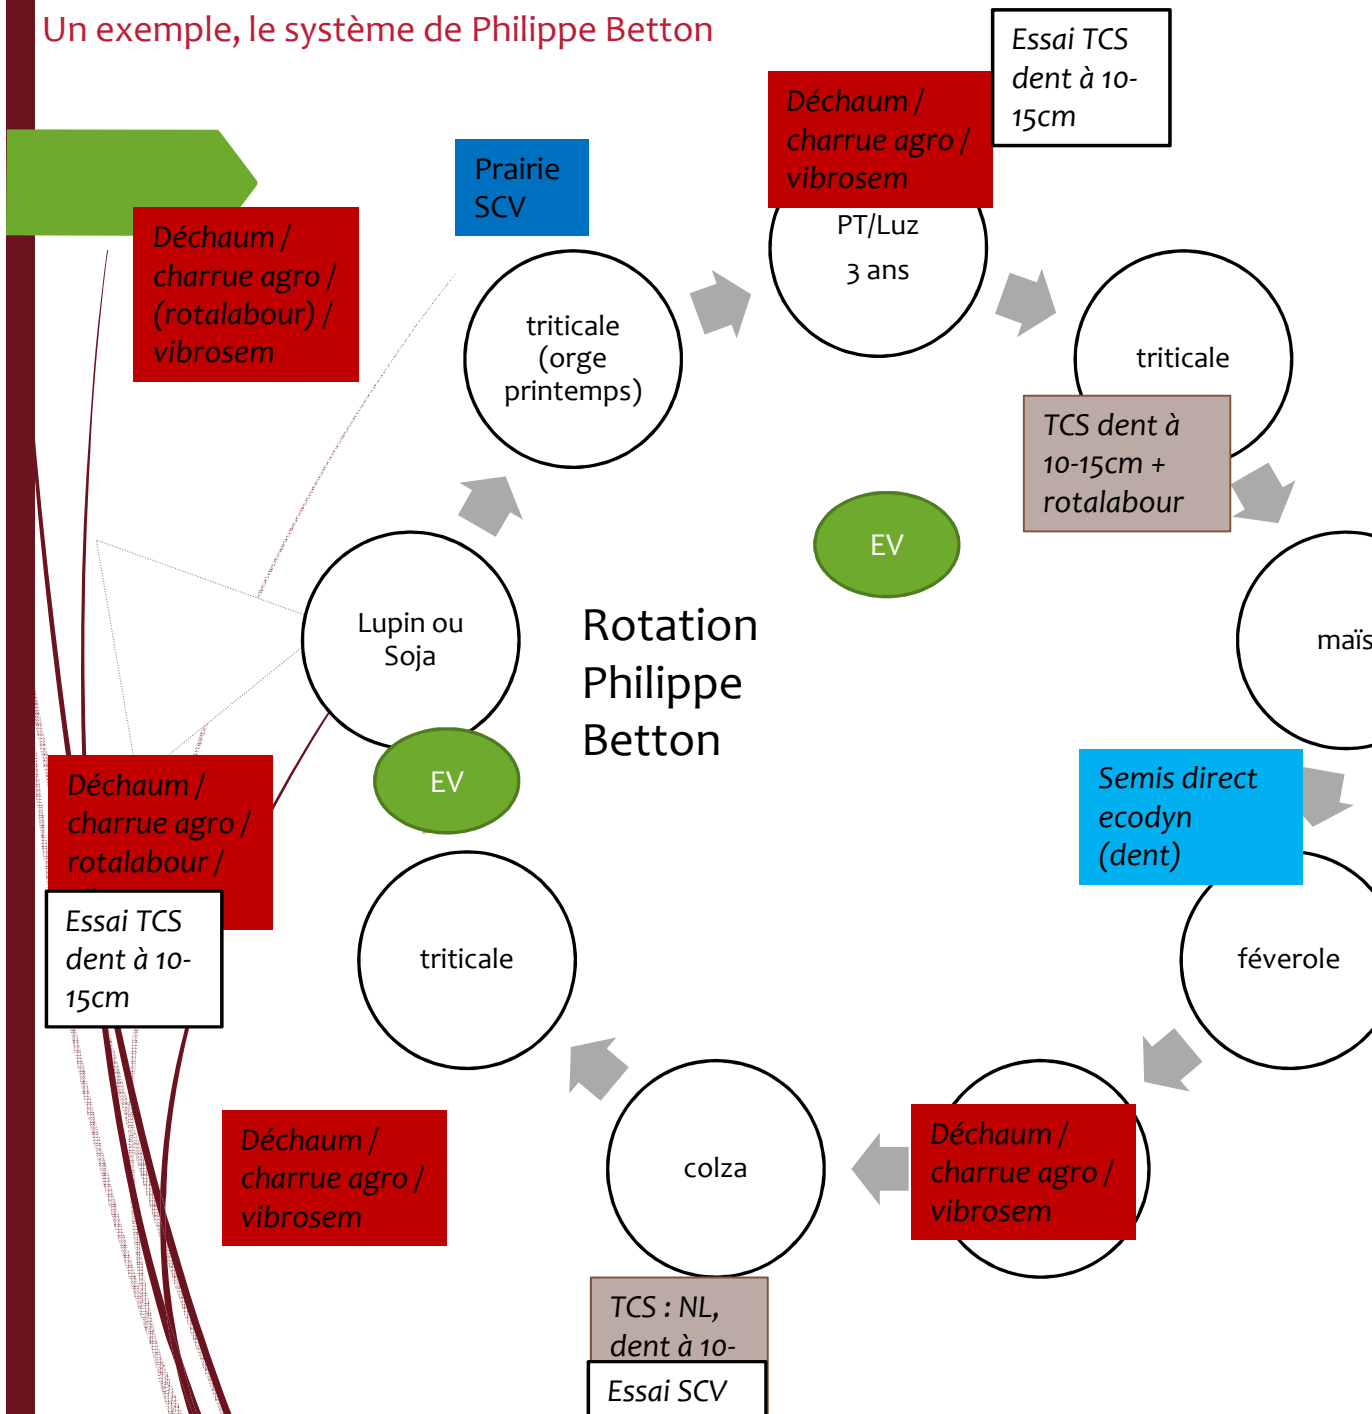 Un exemple, le système de Philippe Betton
Essai TCS
dent à 10-
15cm
Déchaum /
charrue agro /
vibrosem
Prairie
SCV
Déchaum /
charrue agro /
(rotalabour) /
vibrosem
PT/Luz
3 ans
triticale
(orge
printemps)
triticale
TCS dent à
10-15cm +
rotalabour
EV
Lupin ou
Soja
Rotation
Philippe
Betton
maïs
EV
Déchaum /
charrue agro /
rotalabour /
Semis direct
ecodyn
(dent)
Essai TCS
dent à 10-
15cm
triticale
féverole
Déchaum /
charrue agro /
vibrosem
colza
Déchaum /
charrue agro /
vibrosem
TCS : NL,
dent à 10-
Essai SCV